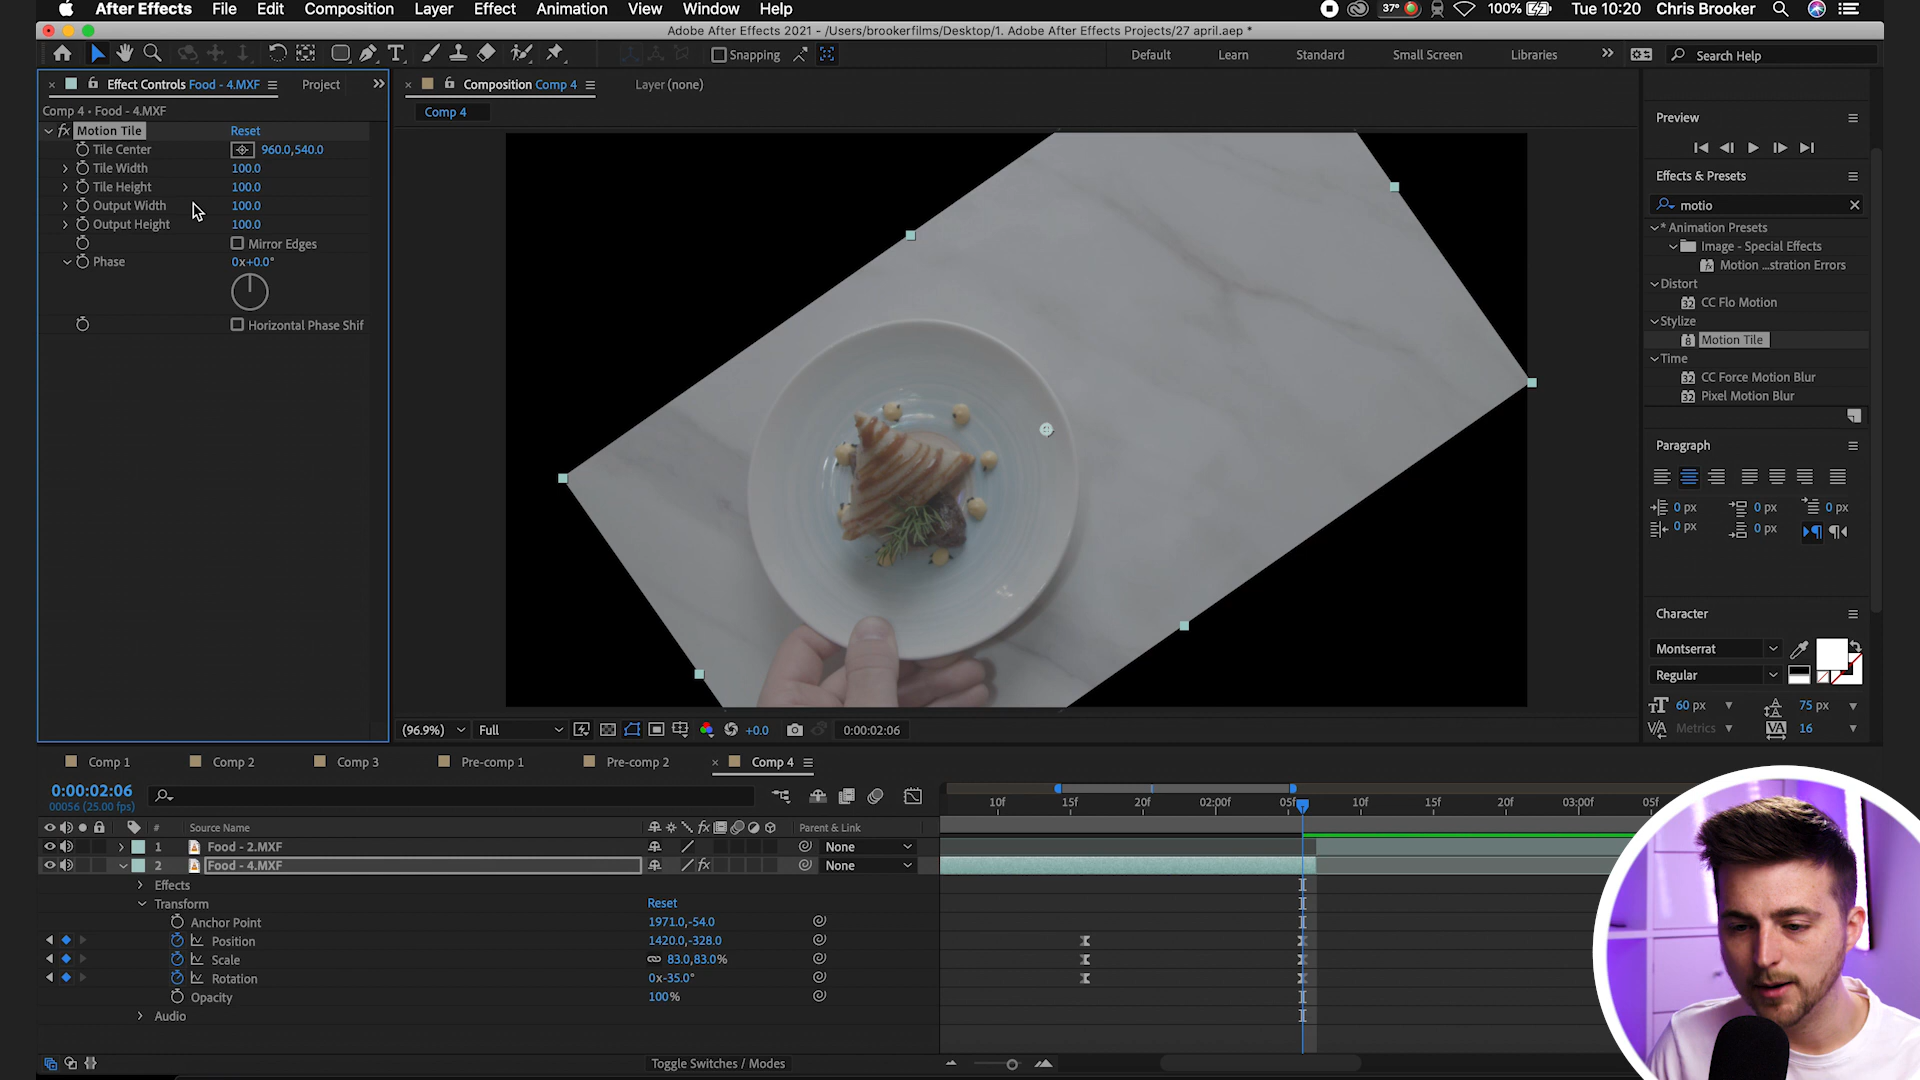 After Effects File Edit Composition Layer Effect Animation View Window Help 37° 100% Tue 10:20 Chris Brooker
Adobe After Effects 2021 - /Users/brookerfilms/Desktop/1. Adobe After Effects Projects/27 april.aep *
Snapping Default Learn Standard Small Screen Libraries Search Help
Effect Controls Food - 4.MXF Project Composition Comp 4 Layer (none)
Comp 4 • Food - 4.MXF
Comp 4
fx Motion Tile Reset
Tile Center 960.0,540.0
Tile Width 100.0
Tile Height 100.0
Output Width 100.0
Output Height 100.0
Mirror Edges
Phase 0x+0.0°
Horizontal Phase Shif
Preview
Effects & Presets
motio
* Animation Presets
Image - Special Effects
Motion ...stration Errors
Distort
CC Flo Motion
Stylize
Motion Tile
Time
CC Force Motion Blur
Pixel Motion Blur
Paragraph
0 px 0 px 0 px
0 px 0 px
Character
Montserrat
Regular
60 px 75 px
Metrics 16
(96.9%) Full +0.0 0:00:02:06
Comp 1 Comp 2 Comp 3 Pre-comp 1 Pre-comp 2 Comp 4
0:00:02:06
00056 (25.00 fps)
10f 15f 20f 02:00f 05f 10f 15f 20f 03:00f 05f
# Source Name fx Parent & Link
1 Food - 2.MXF None
2 Food - 4.MXF fx None
Effects
Transform Reset
Anchor Point 1971.0,-54.0
Position 1420.0,-328.0
Scale 83.0,83.0%
Rotation 0x-35.0°
Opacity 100%
Audio
Toggle Switches / Modes